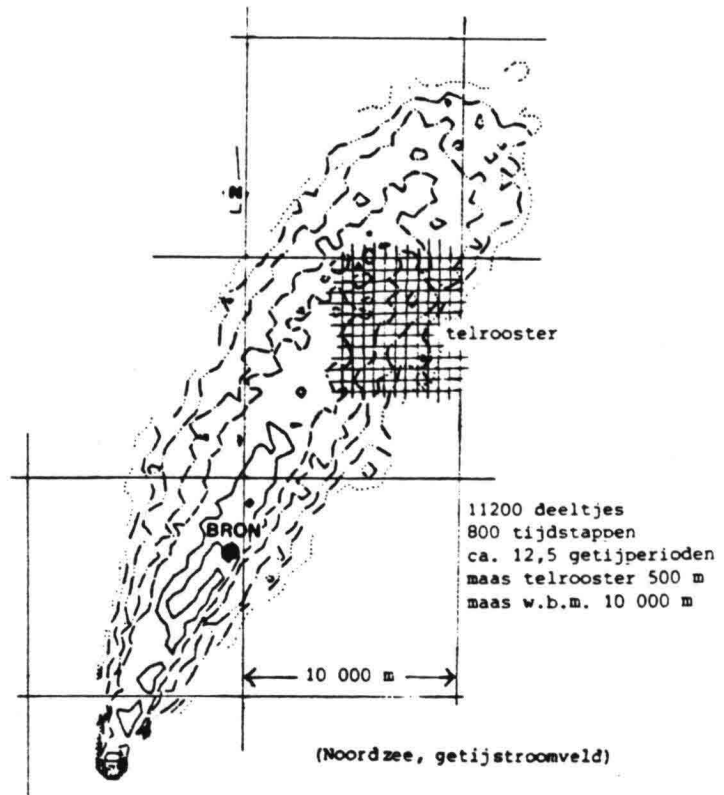 N
telrooster
BRON
11200 deeltjes
800 tijdstappen
ca. 12,5 getijperioden
maas telrooster 500 m
maas w.b.m. 10 000 m
10 000 m
(Noordzee, getijstroomveld)